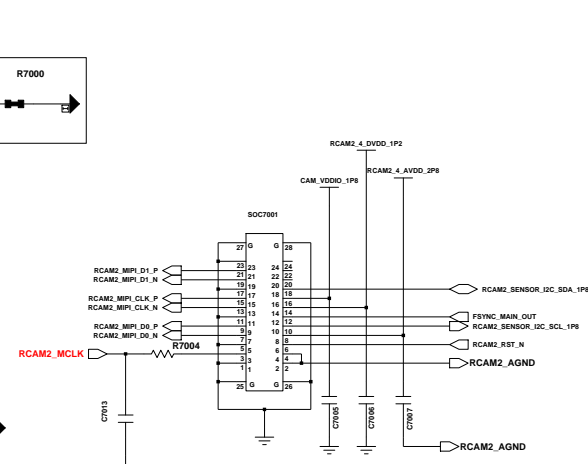 R7000
RCAM2_4_DVDD_1P2
RCAM2_4_AVDD_2P8
CAM_VDDIO_1P8
SOC7001
27 G G 28
RCAM2_MIPI_D1_P 23 23 24 24
RCAM2_MIPI_D1_N 21 21 22 22
19 19 20 20 RCAM2_SENSOR_I2C_SDA_1P8
RCAM2_MIPI_CLK_P 17 17 18 18
RCAM2_MIPI_CLK_N 15 15 16 16
13 13 14 14 FSYNC_MAIN_OUT
RCAM2_MIPI_D0_P 11 11 12 12 RCAM2_SENSOR_I2C_SCL_1P8
RCAM2_MIPI_D0_N 9 9 10 10
7 7 8 8 RCAM2_RST_N
R7004
RCAM2_MCLK 5 5 6 6
3 3 4 4 RCAM2_AGND
1 1 2 2
25 G G 26
C7013
C7005
C7006
C7007
RCAM2_AGND